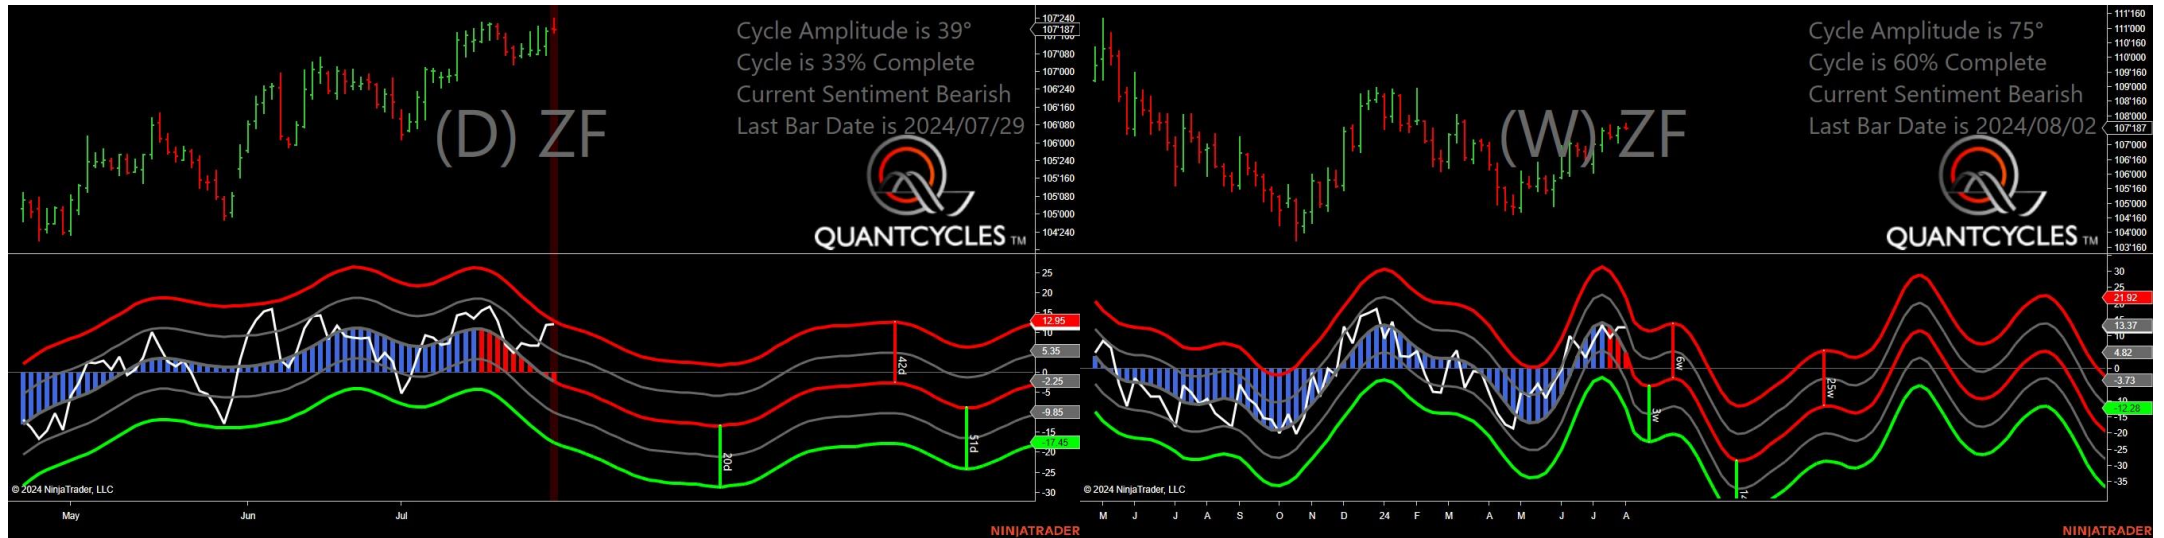 Cycle Amplitude is 39°
Cycle is 33% Complete
Current Sentiment Bearish
Last Bar Date is 2024/07/29
(D) ZF
QUANTCYCLES TM
107'240
107'187
107'080
107'000
106'240
106'160
106'080
106'000
105'240
105'160
105'080
105'000
104'240
25
20
12.95
10
5.35
0
-2.25
-5
-9.85
-15
-17.45
-20
-25
-30
42d
20d
51d
© 2024 NinjaTrader, LLC
May Jun Jul
NINJATRADER
Cycle Amplitude is 75°
Cycle is 60% Complete
Current Sentiment Bearish
Last Bar Date is 2024/08/02
(W) ZF
QUANTCYCLES TM
111'160
111'000
110'160
110'000
109'160
109'000
108'160
108'000
107'187
107'000
106'160
106'000
105'160
105'000
104'160
104'000
103'160
30
25
21.92
13.37
4.82
0
-3.73
-12.28
-15
-20
-25
-30
-35
6w
3w
25w
© 2024 NinjaTrader, LLC
M J J A S O N D 24 F M A M J J A
NINJATRADER